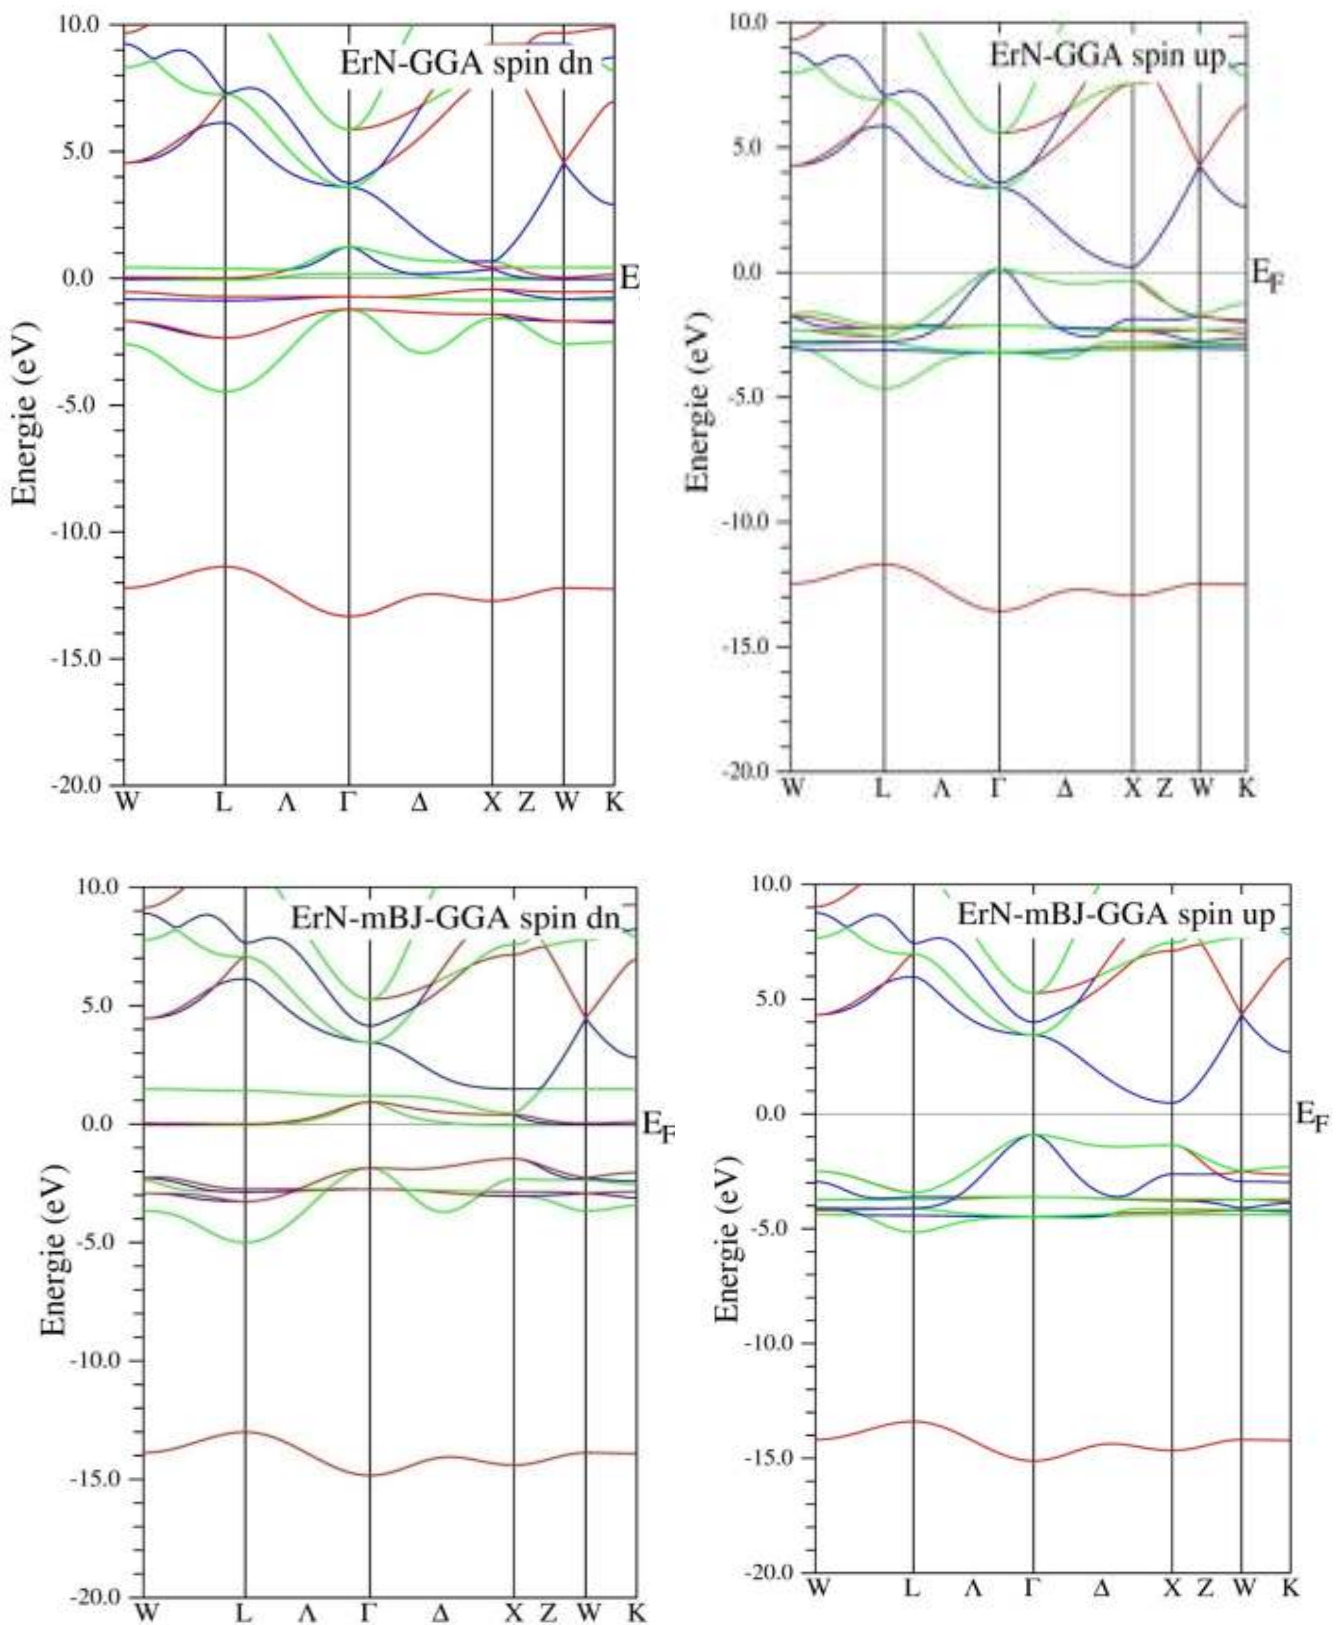 10.0
ErN-GGA spin dn
5.0
0.0
E
-5.0
-10.0
-15.0
-20.0
Energie (eV)
W L Λ Γ Δ X Z W K
10.0
ErN-GGA spin up
5.0
0.0
EF
-5.0
-10.0
-15.0
-20.0
Energie (eV)
W L Λ Γ Δ X Z W K
10.0
ErN-mBJ-GGA spin dn
5.0
0.0
EF
-5.0
-10.0
-15.0
-20.0
Energie (eV)
W L Λ Γ Δ X Z W K
10.0
ErN-mBJ-GGA spin up
5.0
0.0
EF
-5.0
-10.0
-15.0
-20.0
Energie (eV)
W L Λ Γ Δ X Z W K